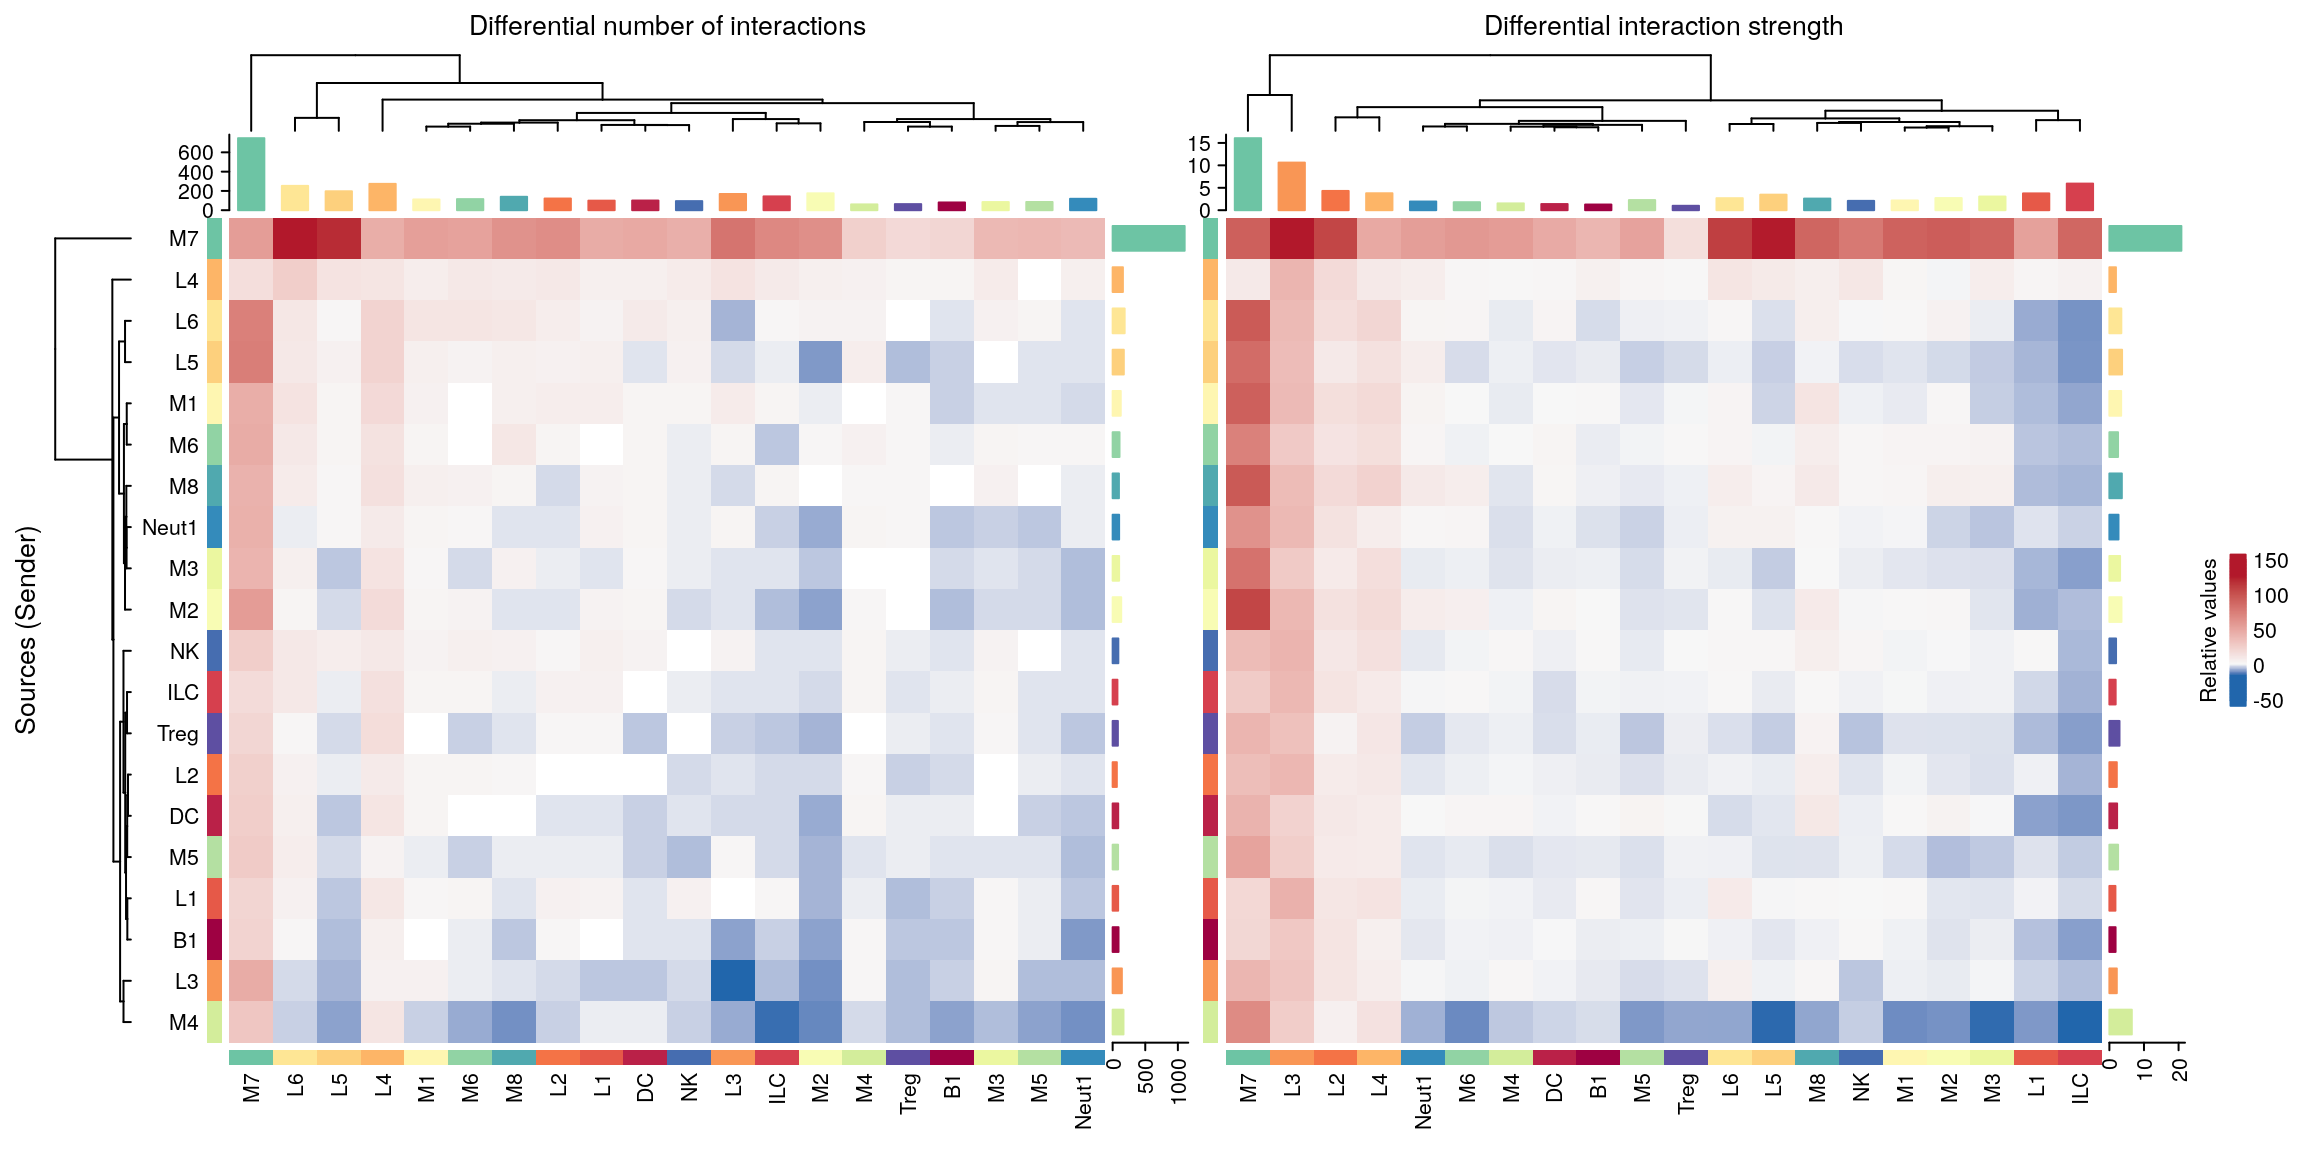 Differential number of interactions
Differential interaction strength
600
400
200
0
15
10
5
0
Sources (Sender)
M7
L4
L6
L5
M1
M6
M8
Neut1
M3
M2
NK
ILC
Treg
L2
DC
M5
L1
B1
L3
M4
M7 L6 L5 L4 M1 M6 M8 L2 L1 DC NK L3 ILC M2 M4 Treg B1 M3 M5 Neut1
0 500 1000
M7 L3 L2 L4 Neut1 M6 M4 DC B1 M5 Treg L6 L5 M8 NK M1 M2 M3 L1 ILC
0 10 20
Relative values
150
100
50
0
-50